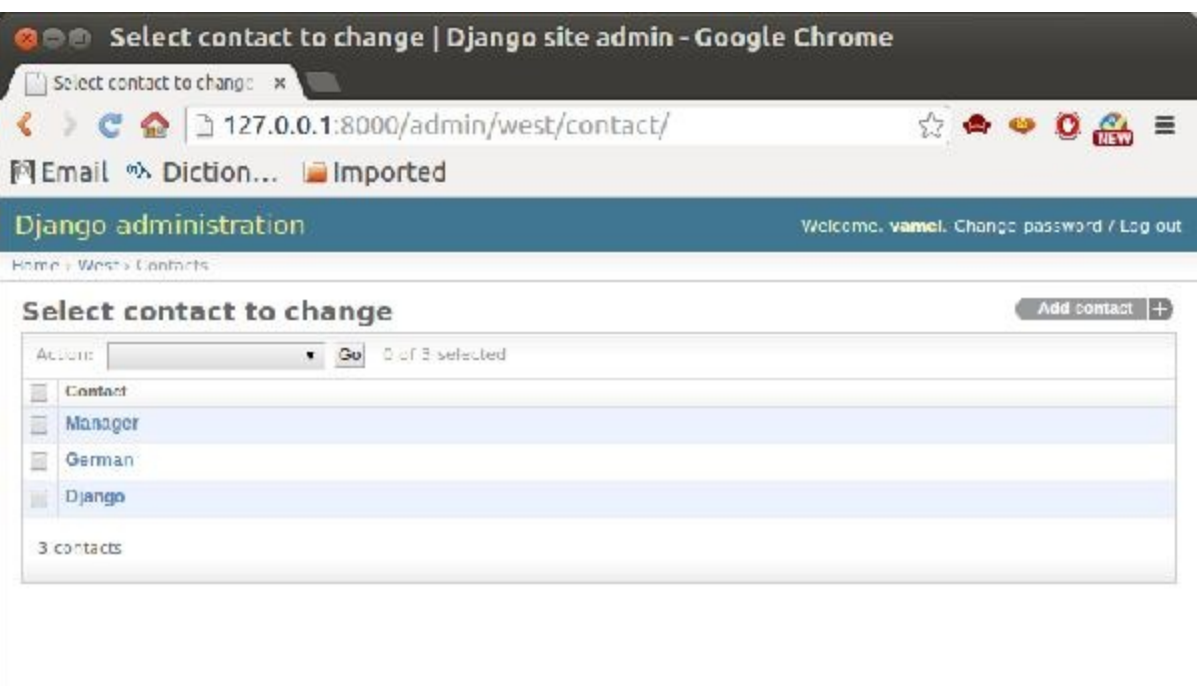 Select contact to change | Django site admin - Google Chrome
Select contact to change
127.0.0.1:8000/admin/west/contact/
NEW
Email Diction... Imported
Django administration
Welcome, vamei. Change password / Log out
Home › West › Contacts
Select contact to change
Add contact +
Action: Go 0 of 3 selected
Contact
Manager
German
Django
3 contacts